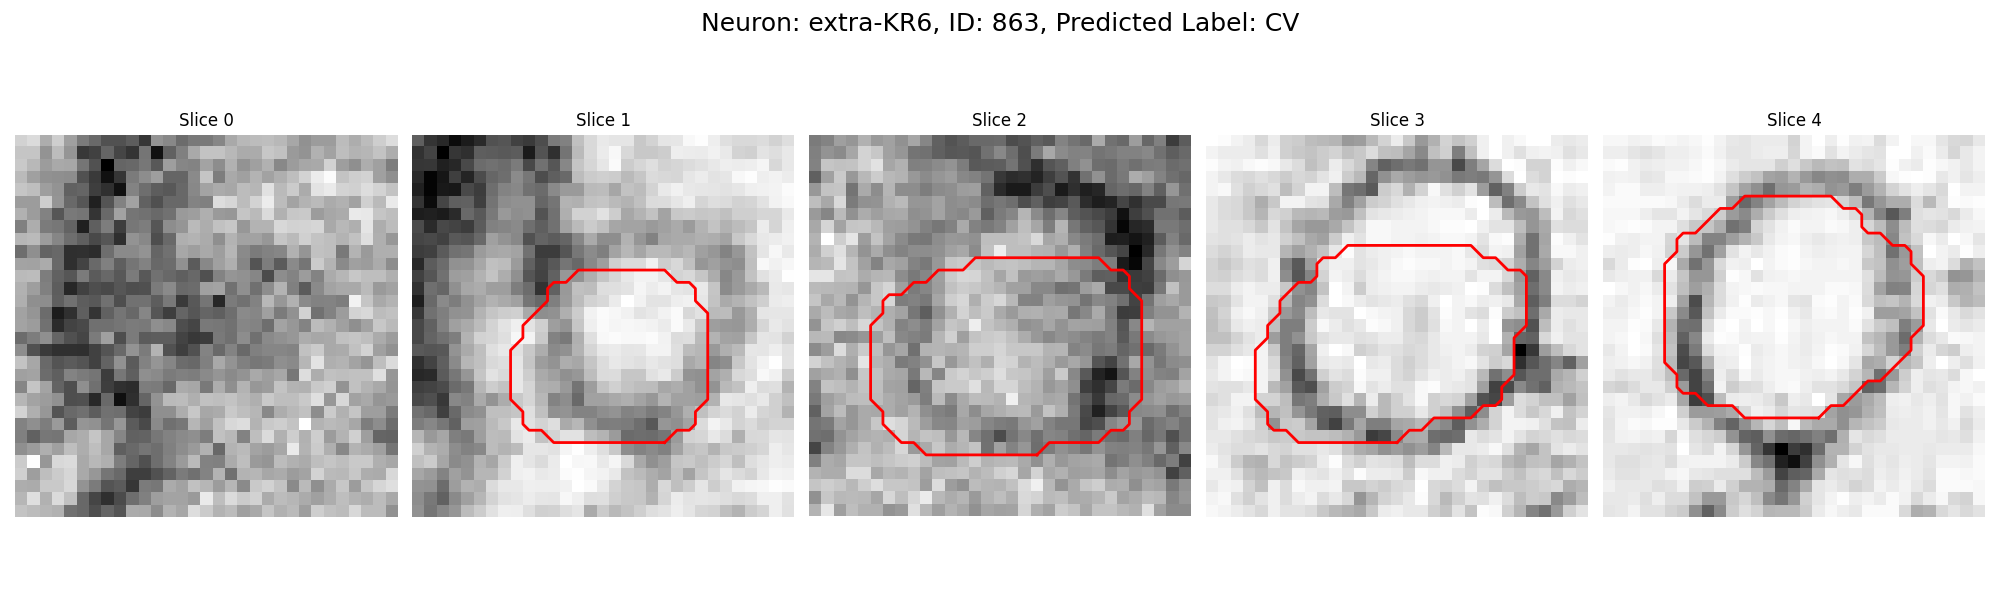 Neuron: extra-KR6, ID: 863, Predicted Label: CV
Slice 0
Slice 1
Slice 2
Slice 3
Slice 4